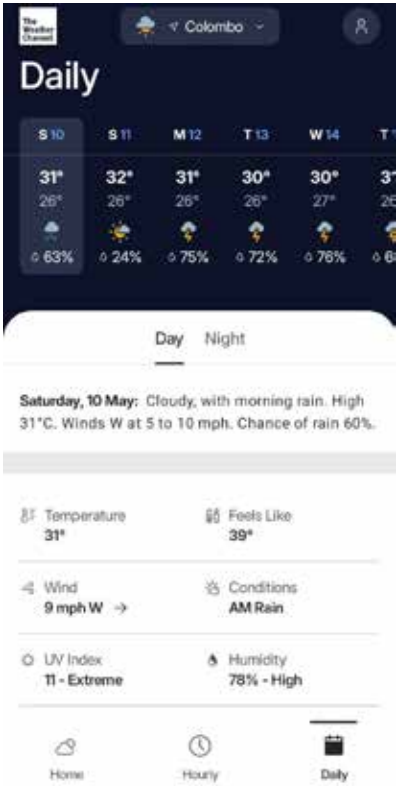 The
Weather
Channel
Colombo
Daily
S 10 S 11 M 12 T 13 W 14 T
31° 32° 31° 30° 30°
26° 26° 26° 26° 27°
63% 24% 75% 72% 76%
Day Night
Saturday, 10 May: Cloudy, with morning rain. High
31°C. Winds W at 5 to 10 mph. Chance of rain 60%.
Temperature Feels Like
31° 39°
Wind Conditions
9 mph W → AM Rain
UV Index Humidity
11 - Extreme 78% - High
Home Hourly Daily